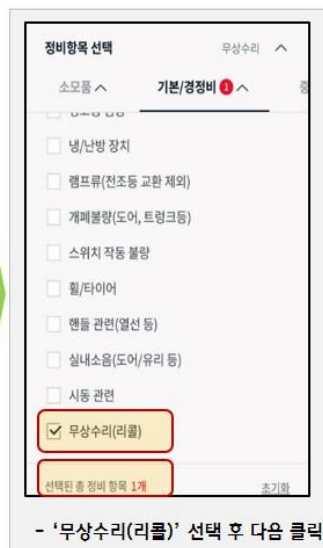 정비항목 선택 무상수리
소모품 기본/경정비 1 중
냉/난방 장치
램프류(전조등 교환 제외)
개폐불량(도어, 트렁크등)
스위치 작동 불량
휠/타이어
핸들 관련(열선 등)
실내소음(도어/유리 등)
시동 관련
무상수리(리콜)
선택된 총 정비 항목 1개 초기화
- ‘무상수리(리콜)’ 선택 후 다음 클릭